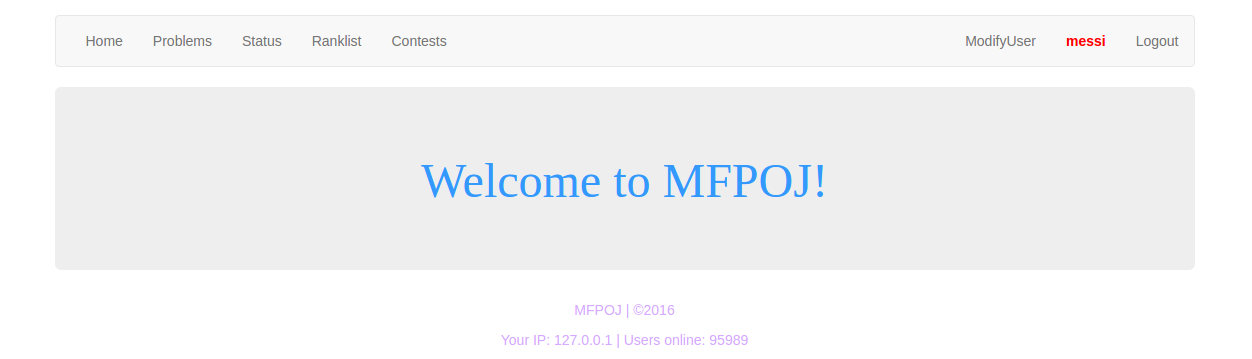 Home Problems Status Ranklist Contests ModifyUser messi Logout
Welcome to MFPOJ!
MFPOJ | ©2016
Your IP: 127.0.0.1 | Users online: 95989